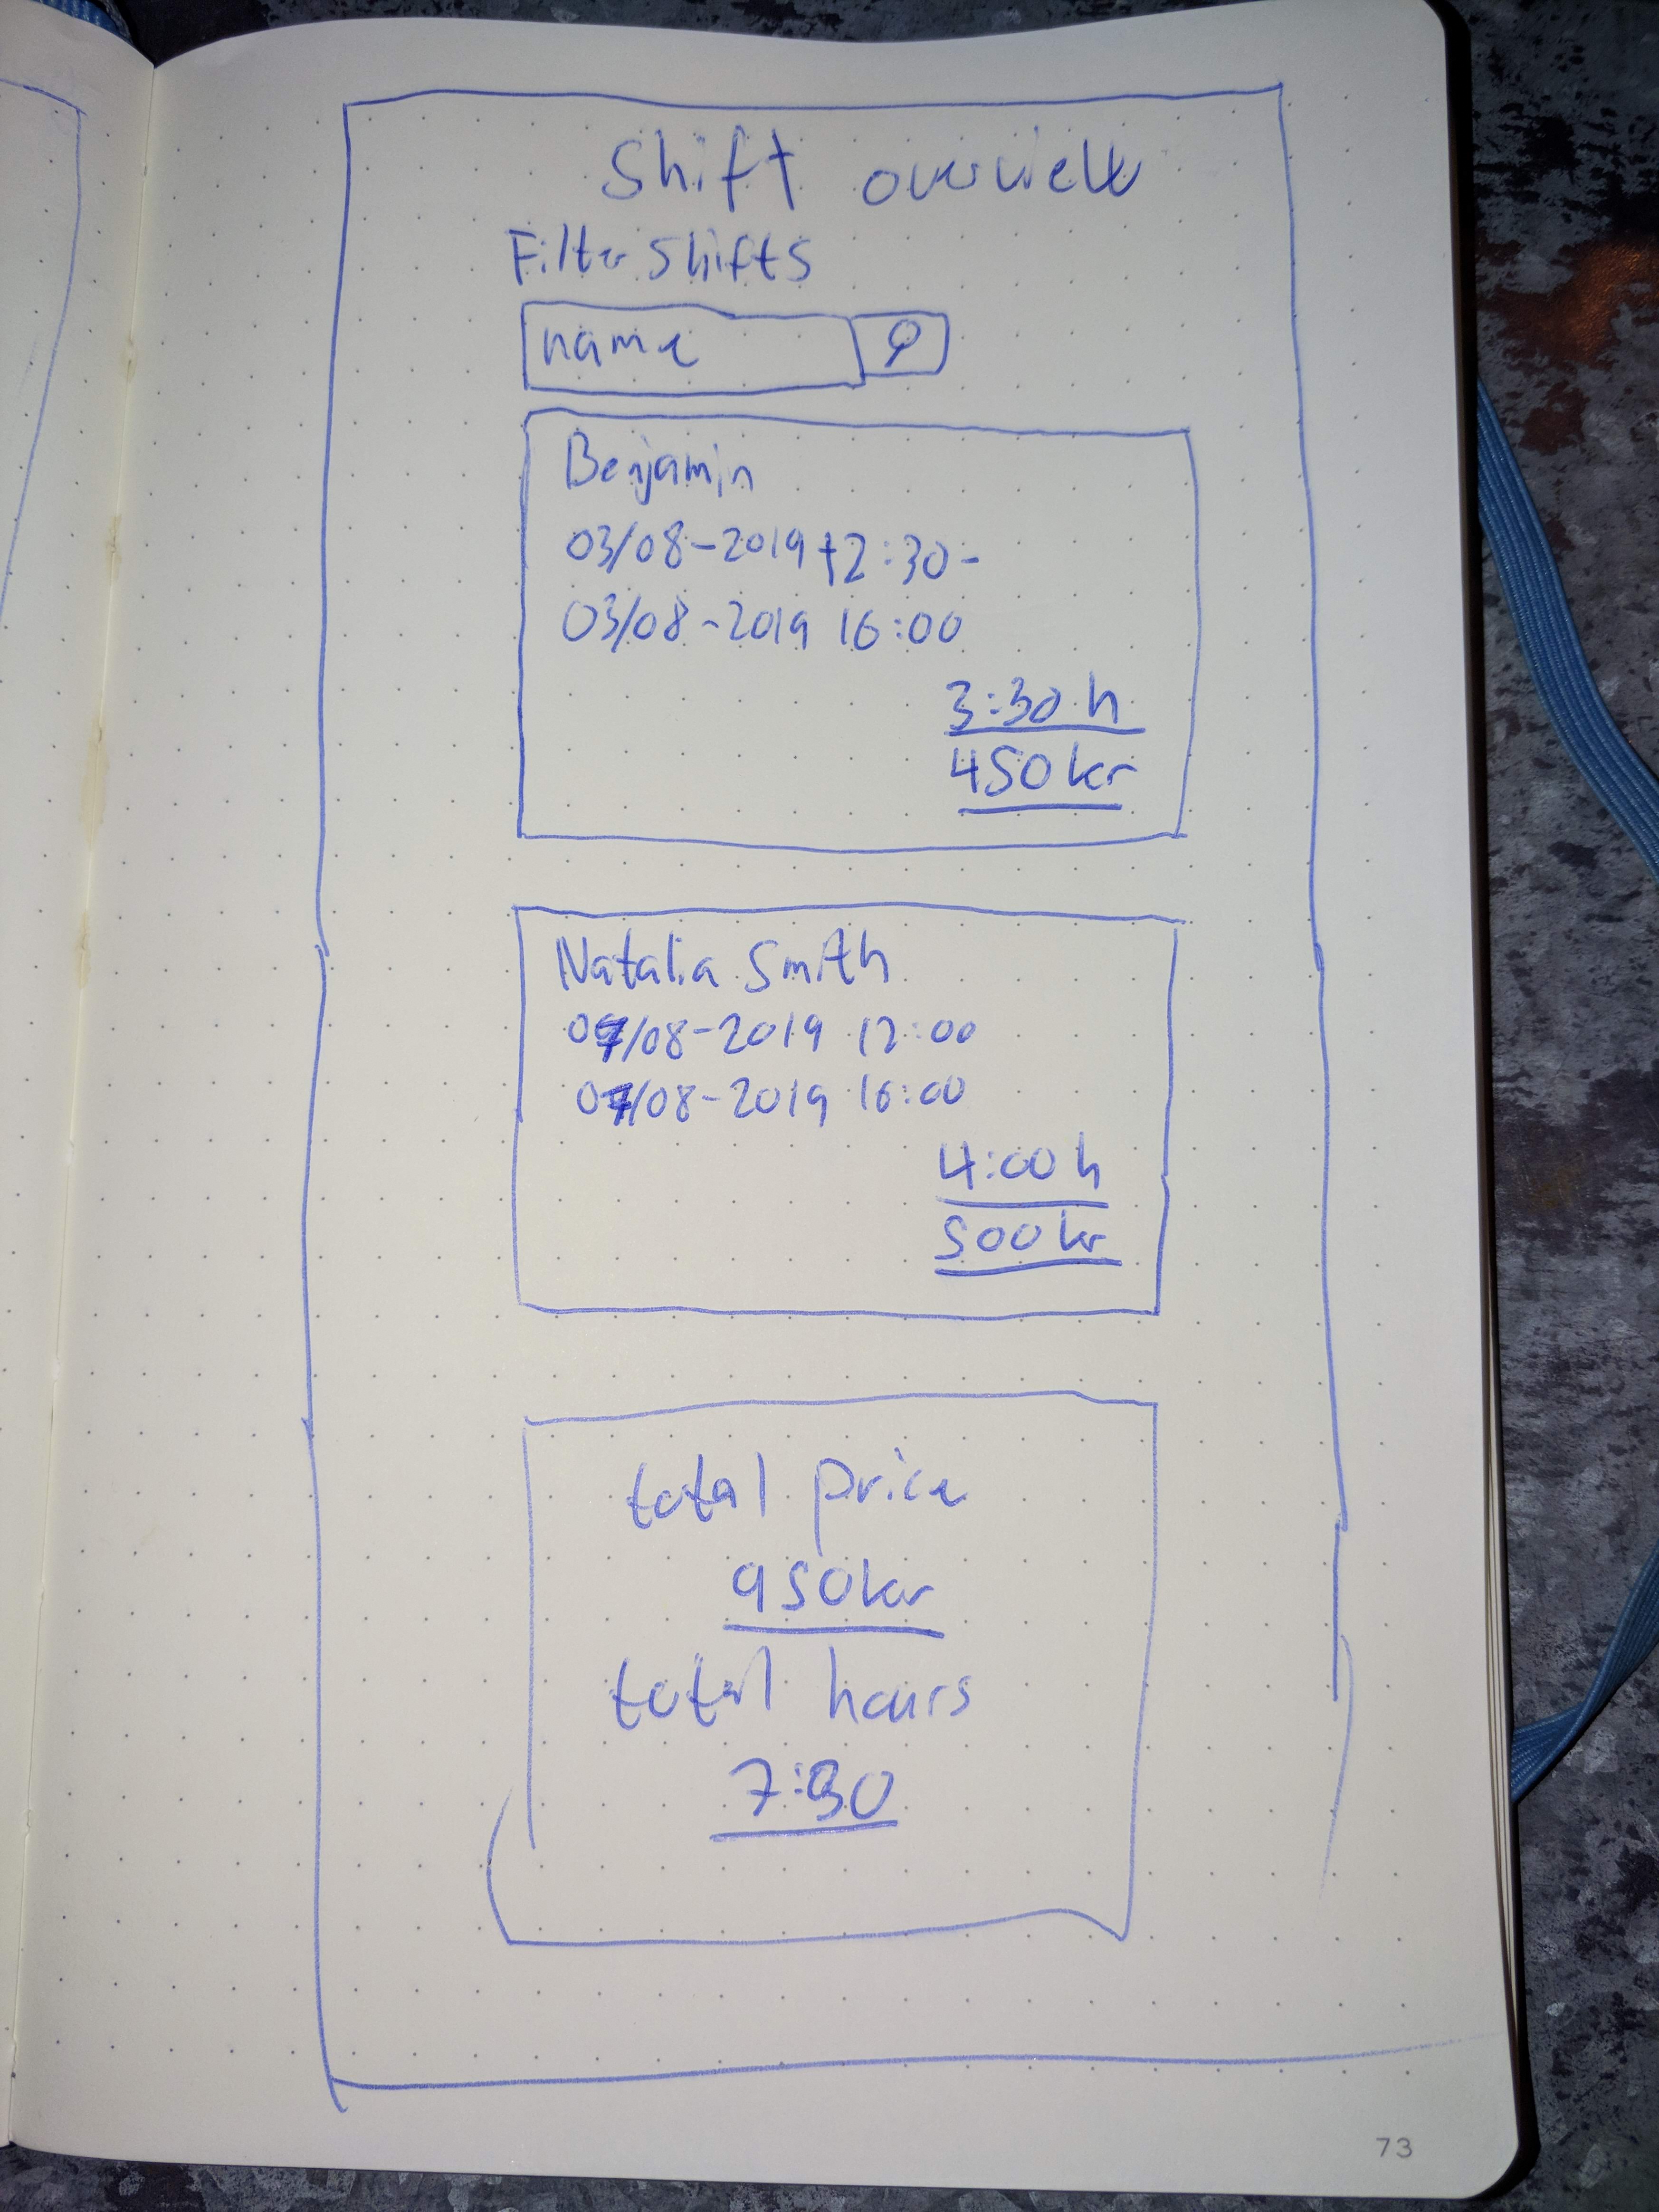 Shift overview
Filter Shifts
name
Benjamin
03/08-2019 12:30-
03/08-2019 16:00
3:30 h
450 kr
Natalia Smith
07/08-2019 12:00
07/08-2019 16:00
4:00 h
500 kr
total price
950kr
total hours
7:30
73